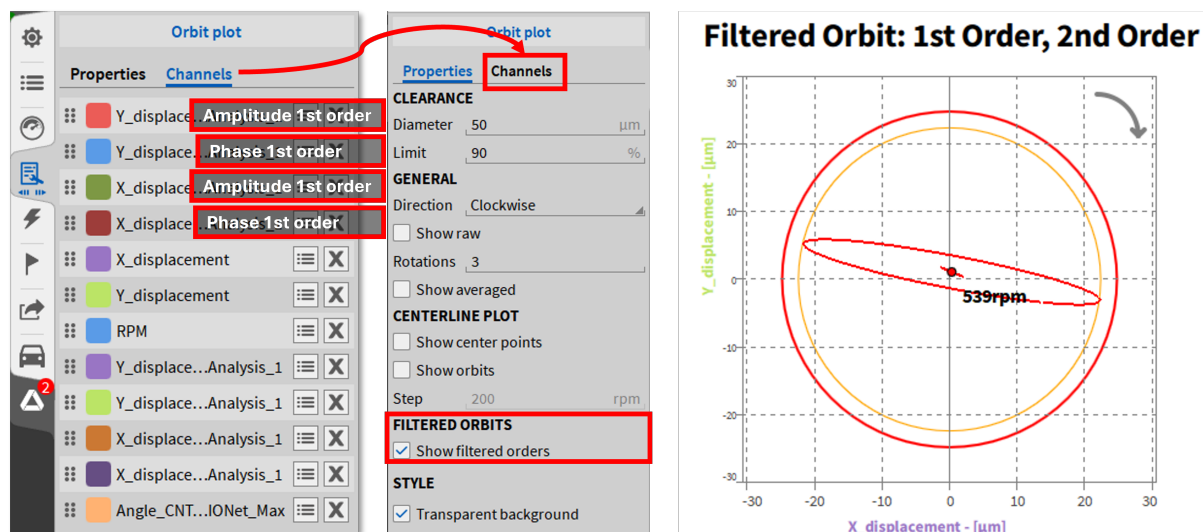 Orbit plot
Properties Channels
Y_displace... Amplitude 1st order
Y_displace... Phase 1st order
X_displace... Amplitude 1st order
X_displace... Phase 1st order
X_displacement
Y_displacement
RPM
Y_displace...Analysis_1
Y_displace...Analysis_1
X_displace...Analysis_1
X_displace...Analysis_1
Angle_CNT...IONet_Max
2
Orbit plot
Properties Channels
CLEARANCE
Diameter 50 µm
Limit 90 %
GENERAL
Direction Clockwise
Show raw
Rotations 3
Show averaged
CENTERLINE PLOT
Show center points
Show orbits
Step 200 rpm
FILTERED ORBITS
Show filtered orders
STYLE
Transparent background
Filtered Orbit: 1st Order, 2nd Order
30
20
10
0
-10
-20
-30
Y_displacement - [µm]
539rpm
-30 -20 -10 0 10 20 30
X_displacement - [µm]